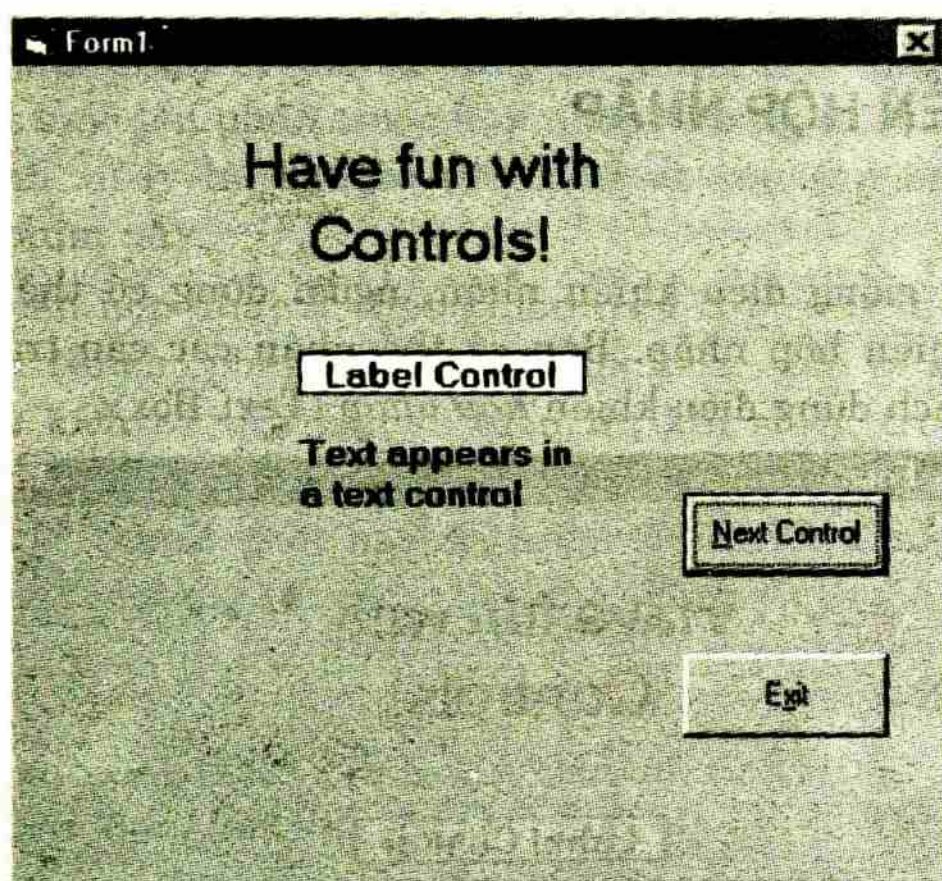 Form1
Have fun with
Controls!
Label Control
Text appears in
a text control
Next Control
Exit